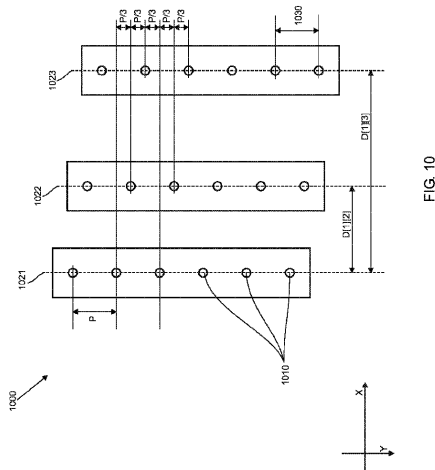 P/3 P/3 P/3 P/3 P/3
1030
1023
1022
1021
D[1][3]
D[1][2]
P
1010
1000
X
Y
FIG. 10